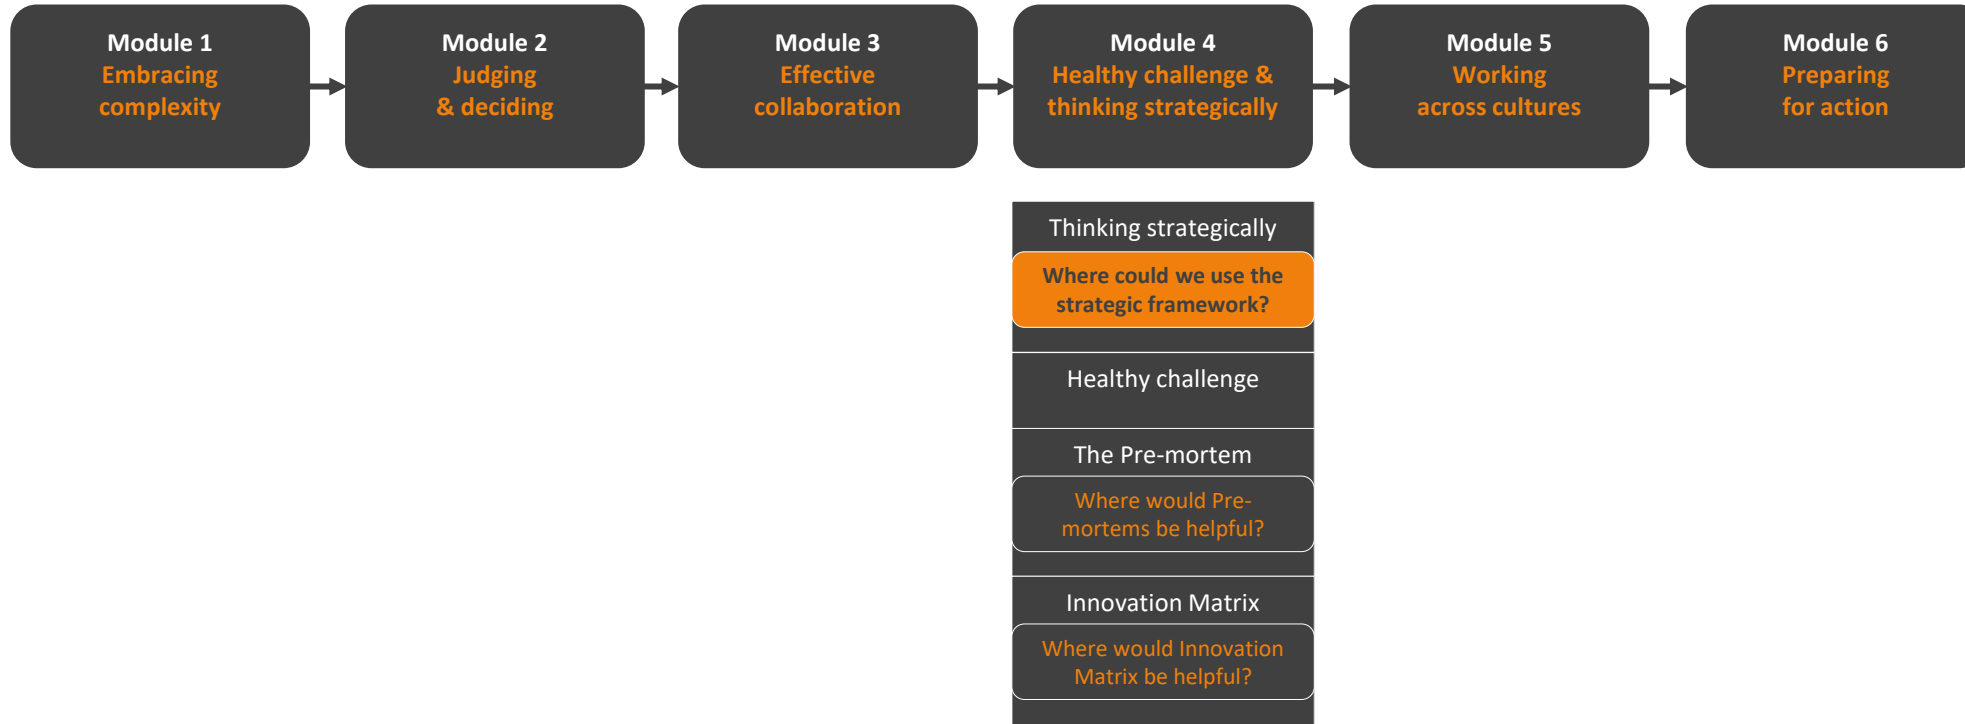 Module 1
Embracing
complexity
Module 2
Judging
& deciding
Module 3
Effective
collaboration
Module 4
Healthy challenge &
thinking strategically
Module 5
Working
across cultures
Module 6
Preparing
for action
Thinking strategically
Where could we use the
strategic framework?
Healthy challenge
The Pre-mortem
Where would Pre-
mortems be helpful?
Innovation Matrix
Where would Innovation
Matrix be helpful?